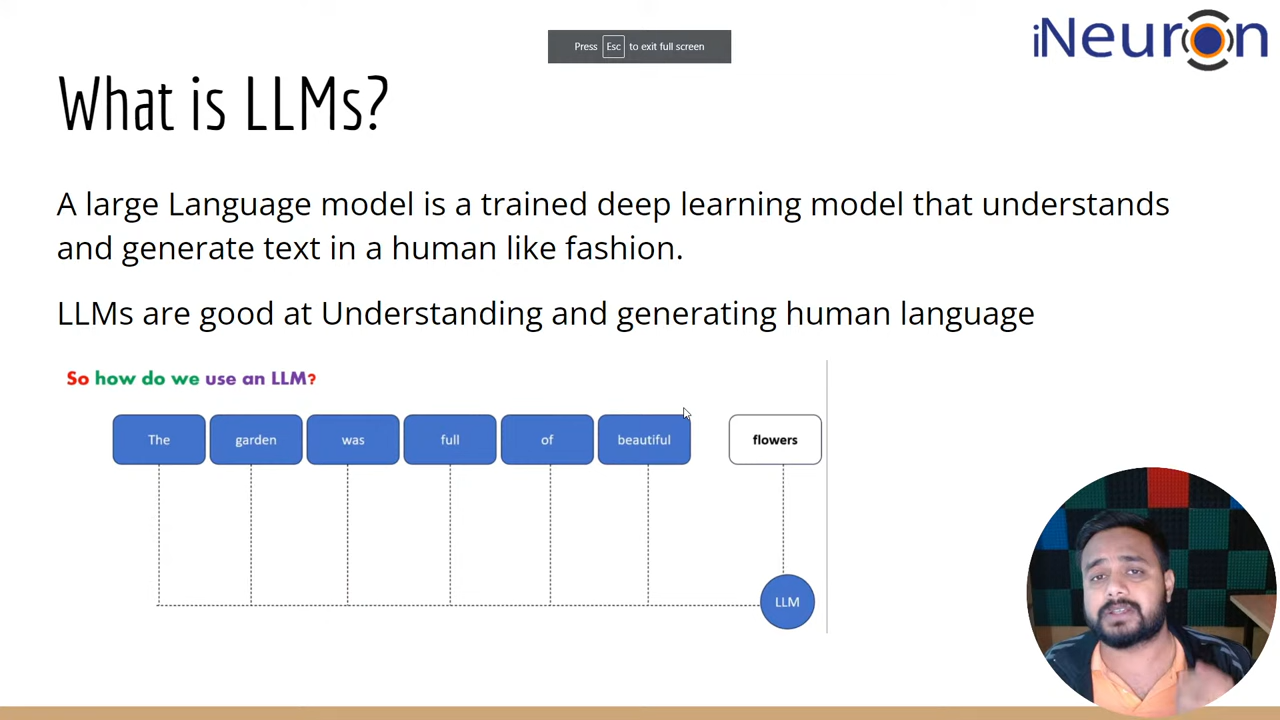 iNeuron
Press Esc to exit full screen
What is LLMs?
A large Language model is a trained deep learning model that understands
and generate text in a human like fashion.
LLMs are good at Understanding and generating human language
So how do we use an LLM?
The garden was full of beautiful flowers
LLM